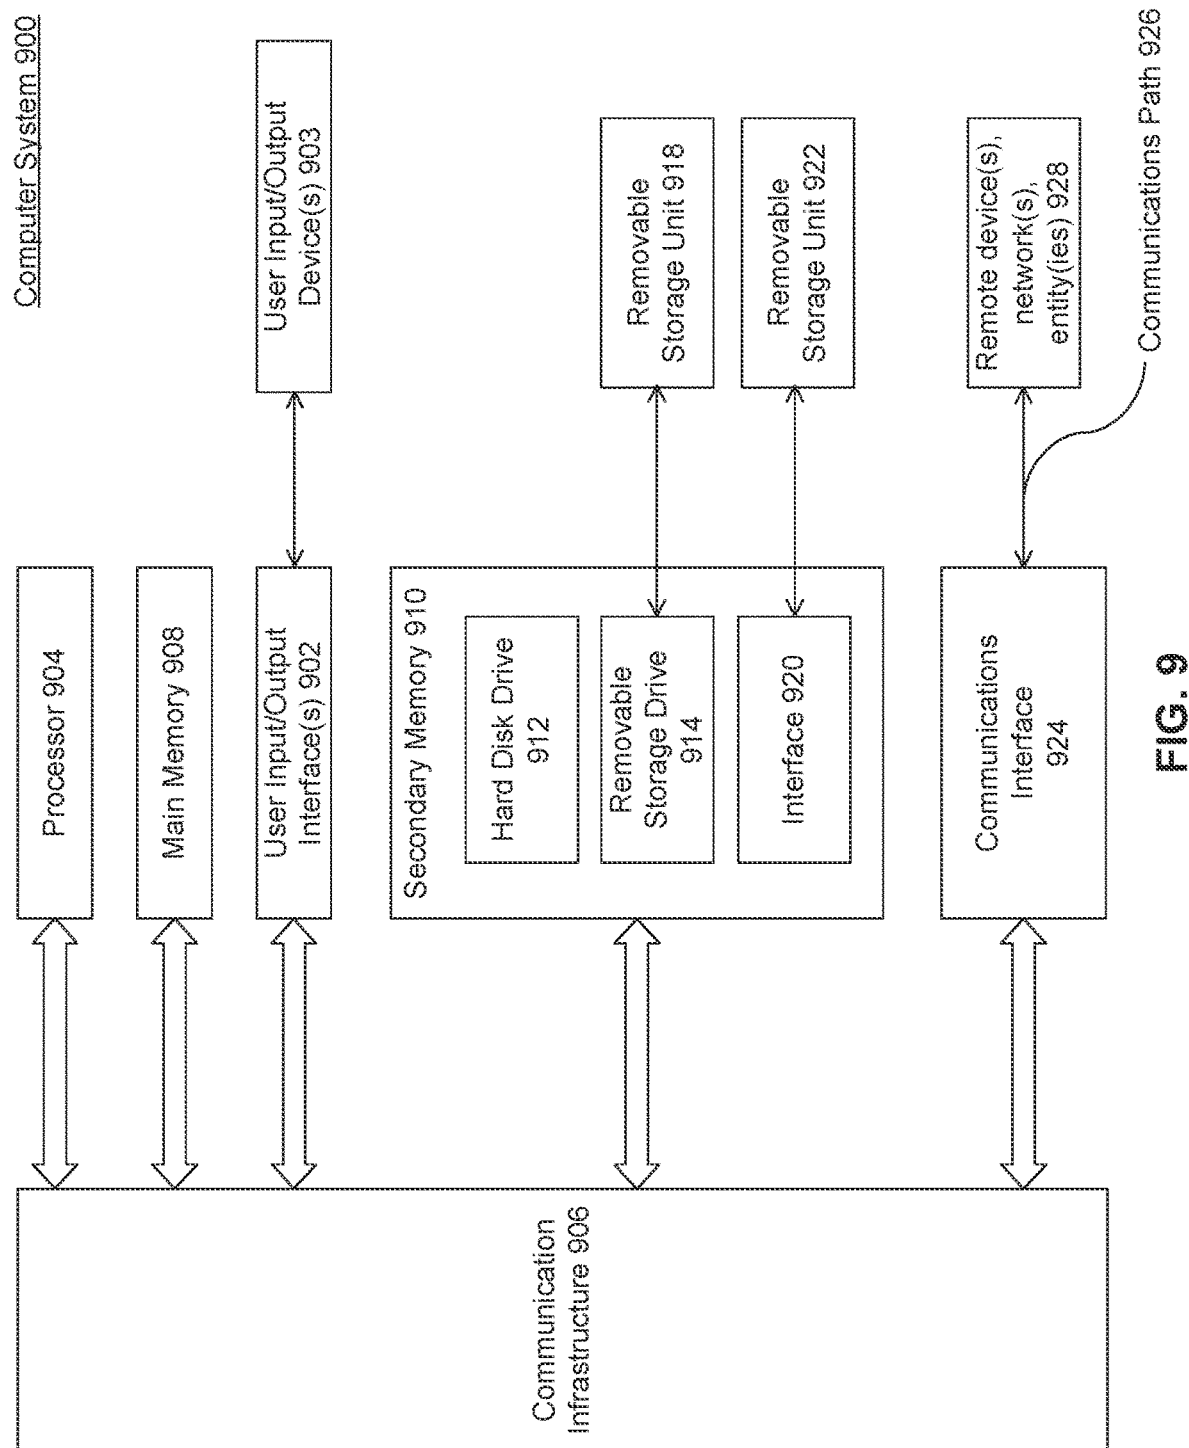 Computer System 900
Processor 904
Main Memory 908
User Input/Output
Interface(s) 902
User Input/Output
Device(s) 903
Communication
Infrastructure 906
Secondary Memory 910
Hard Disk Drive
912
Removable
Storage Drive
914
Removable
Storage Unit 918
Interface 920
Removable
Storage Unit 922
Communications
Interface
924
Remote device(s),
network(s),
entity(ies) 928
Communications Path 926
FIG. 9